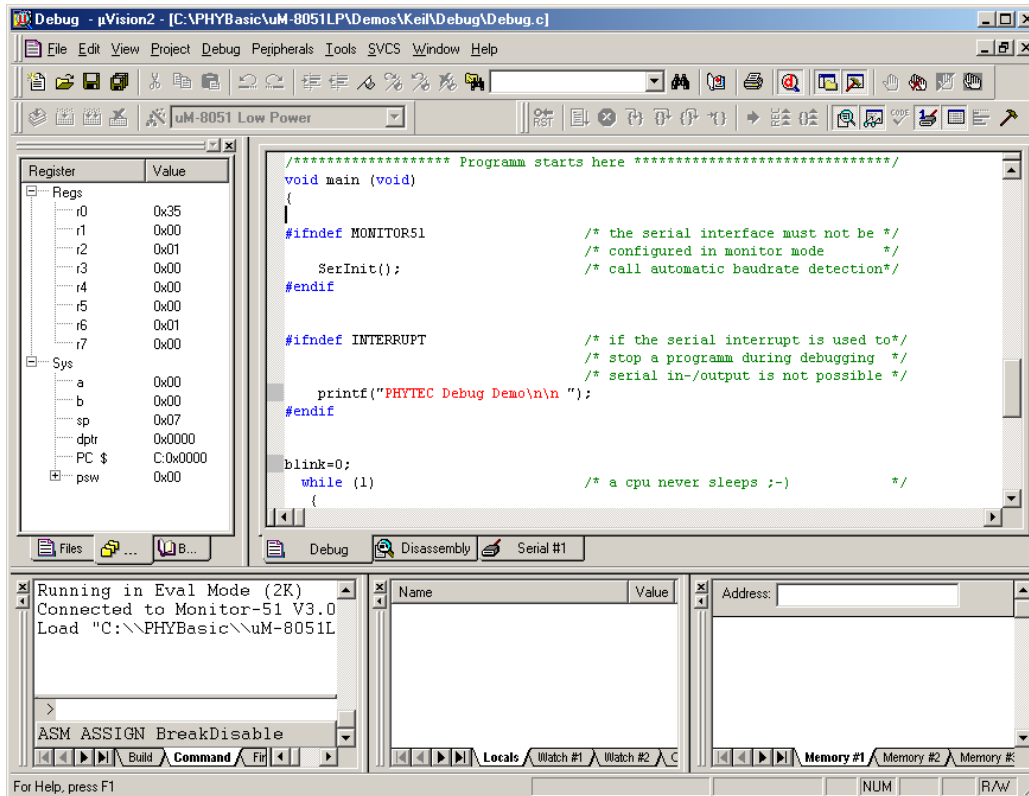 Debug - µVision2 - [C:\PHYBasic\uM-8051LP\Demos\Keil\Debug\Debug.c]
File Edit View Project Debug Peripherals Tools SVCS Window Help
uM-8051 Low Power
RST
CODE
Register Value
Regs
r0 0x35
r1 0x00
r2 0x01
r3 0x00
r4 0x00
r5 0x00
r6 0x01
r7 0x00
Sys
a 0x00
b 0x00
sp 0x07
dptr 0x0000
PC $ C:0x0000
psw 0x00
Files ... B...
/******************* Programm starts here *******************************/
void main (void)
{
#ifndef MONITOR51 /* the serial interface must not be */
/* configured in monitor mode */
SerInit(); /* call automatic baudrate detection*/
#endif
#ifndef INTERRUPT /* if the serial interrupt is used to*/
/* stop a programm during debugging */
/* serial in-/output is not possible */
printf("PHYTEC Debug Demo\n\n ");
#endif
blink=0;
while (1) /* a cpu never sleeps ;-) */
{
Debug Disassembly Serial #1
Running in Eval Mode (2K)
Connected to Monitor-51 V3.0
Load "C:\\PHYBasic\\uM-8051L
>
ASM ASSIGN BreakDisable
Build Command Fir
Name Value
Locals Watch #1 Watch #2 C
Address:
Memory #1 Memory #2 Memory #3
For Help, press F1 NUM R/W